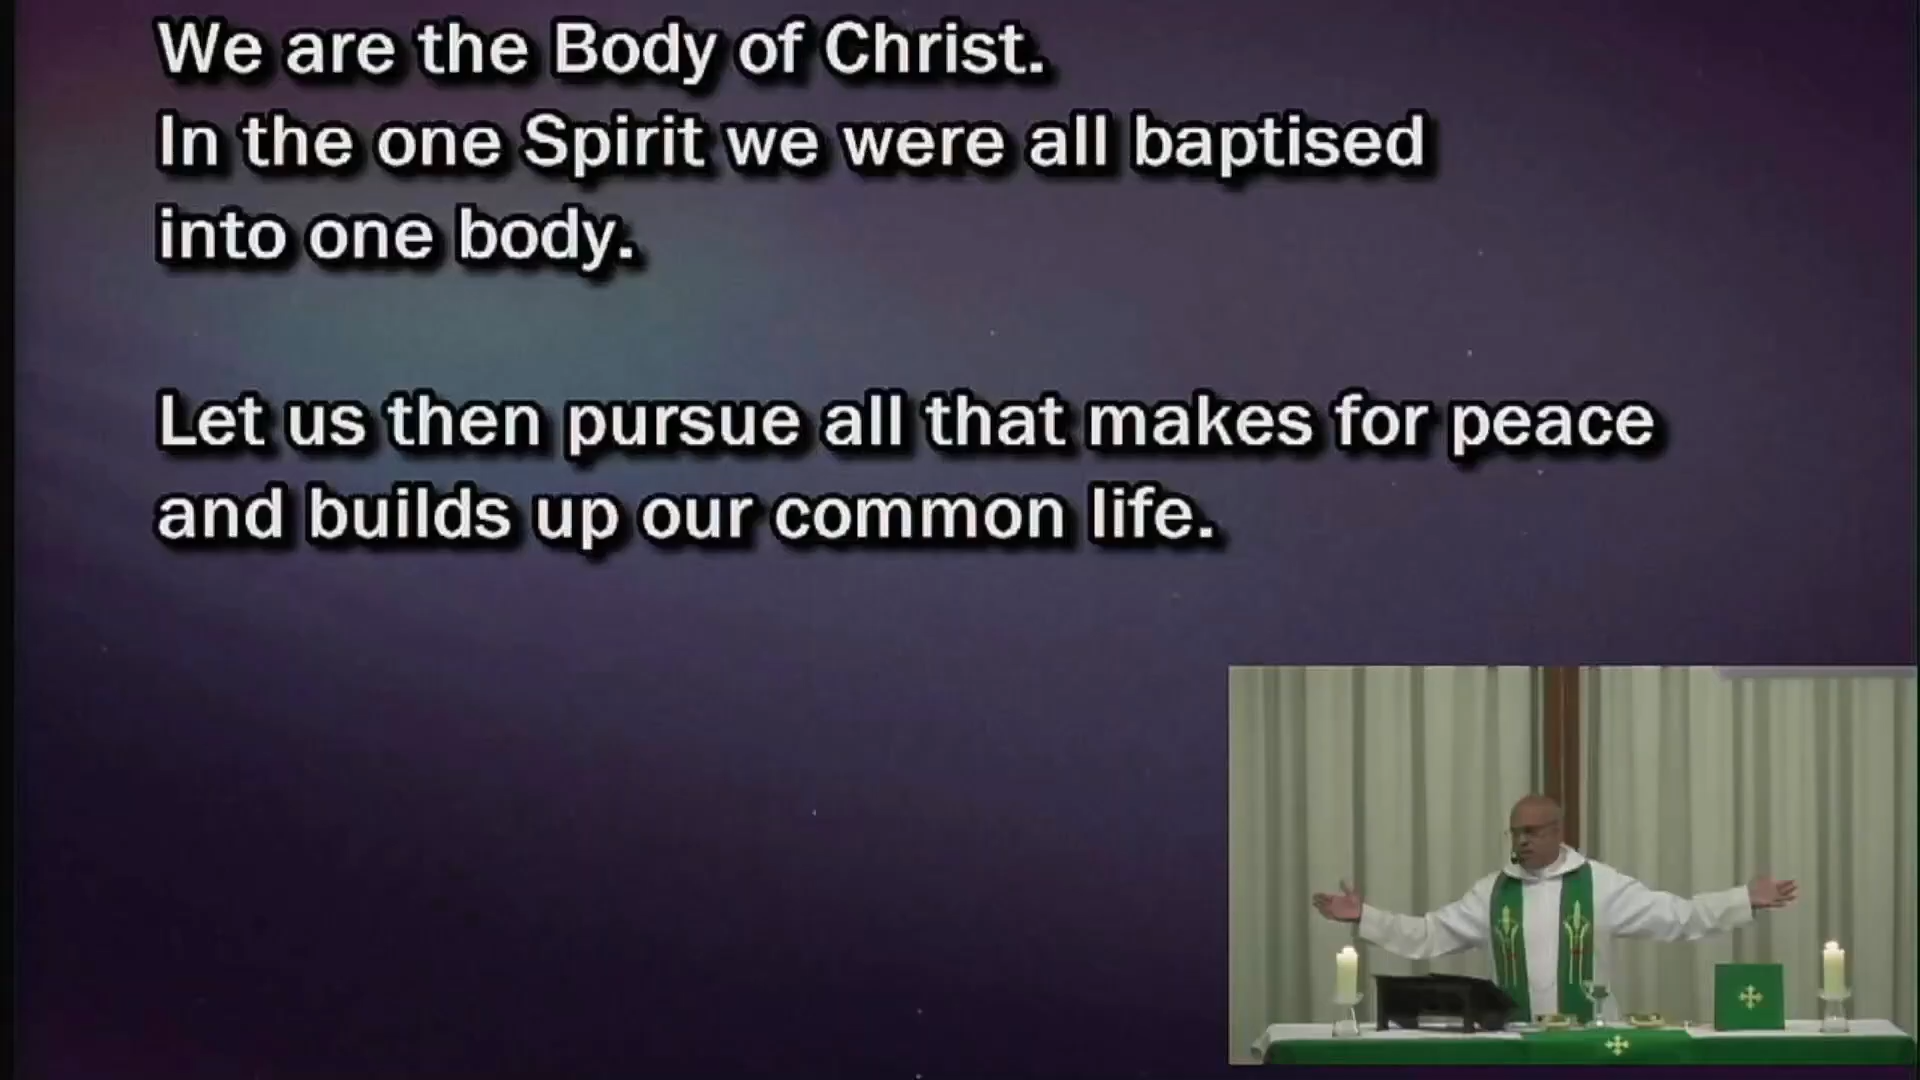 We are the Body of Christ.
In the one Spirit we were all baptised
into one body.
Let us then pursue all that makes for peace
and builds up our common life.